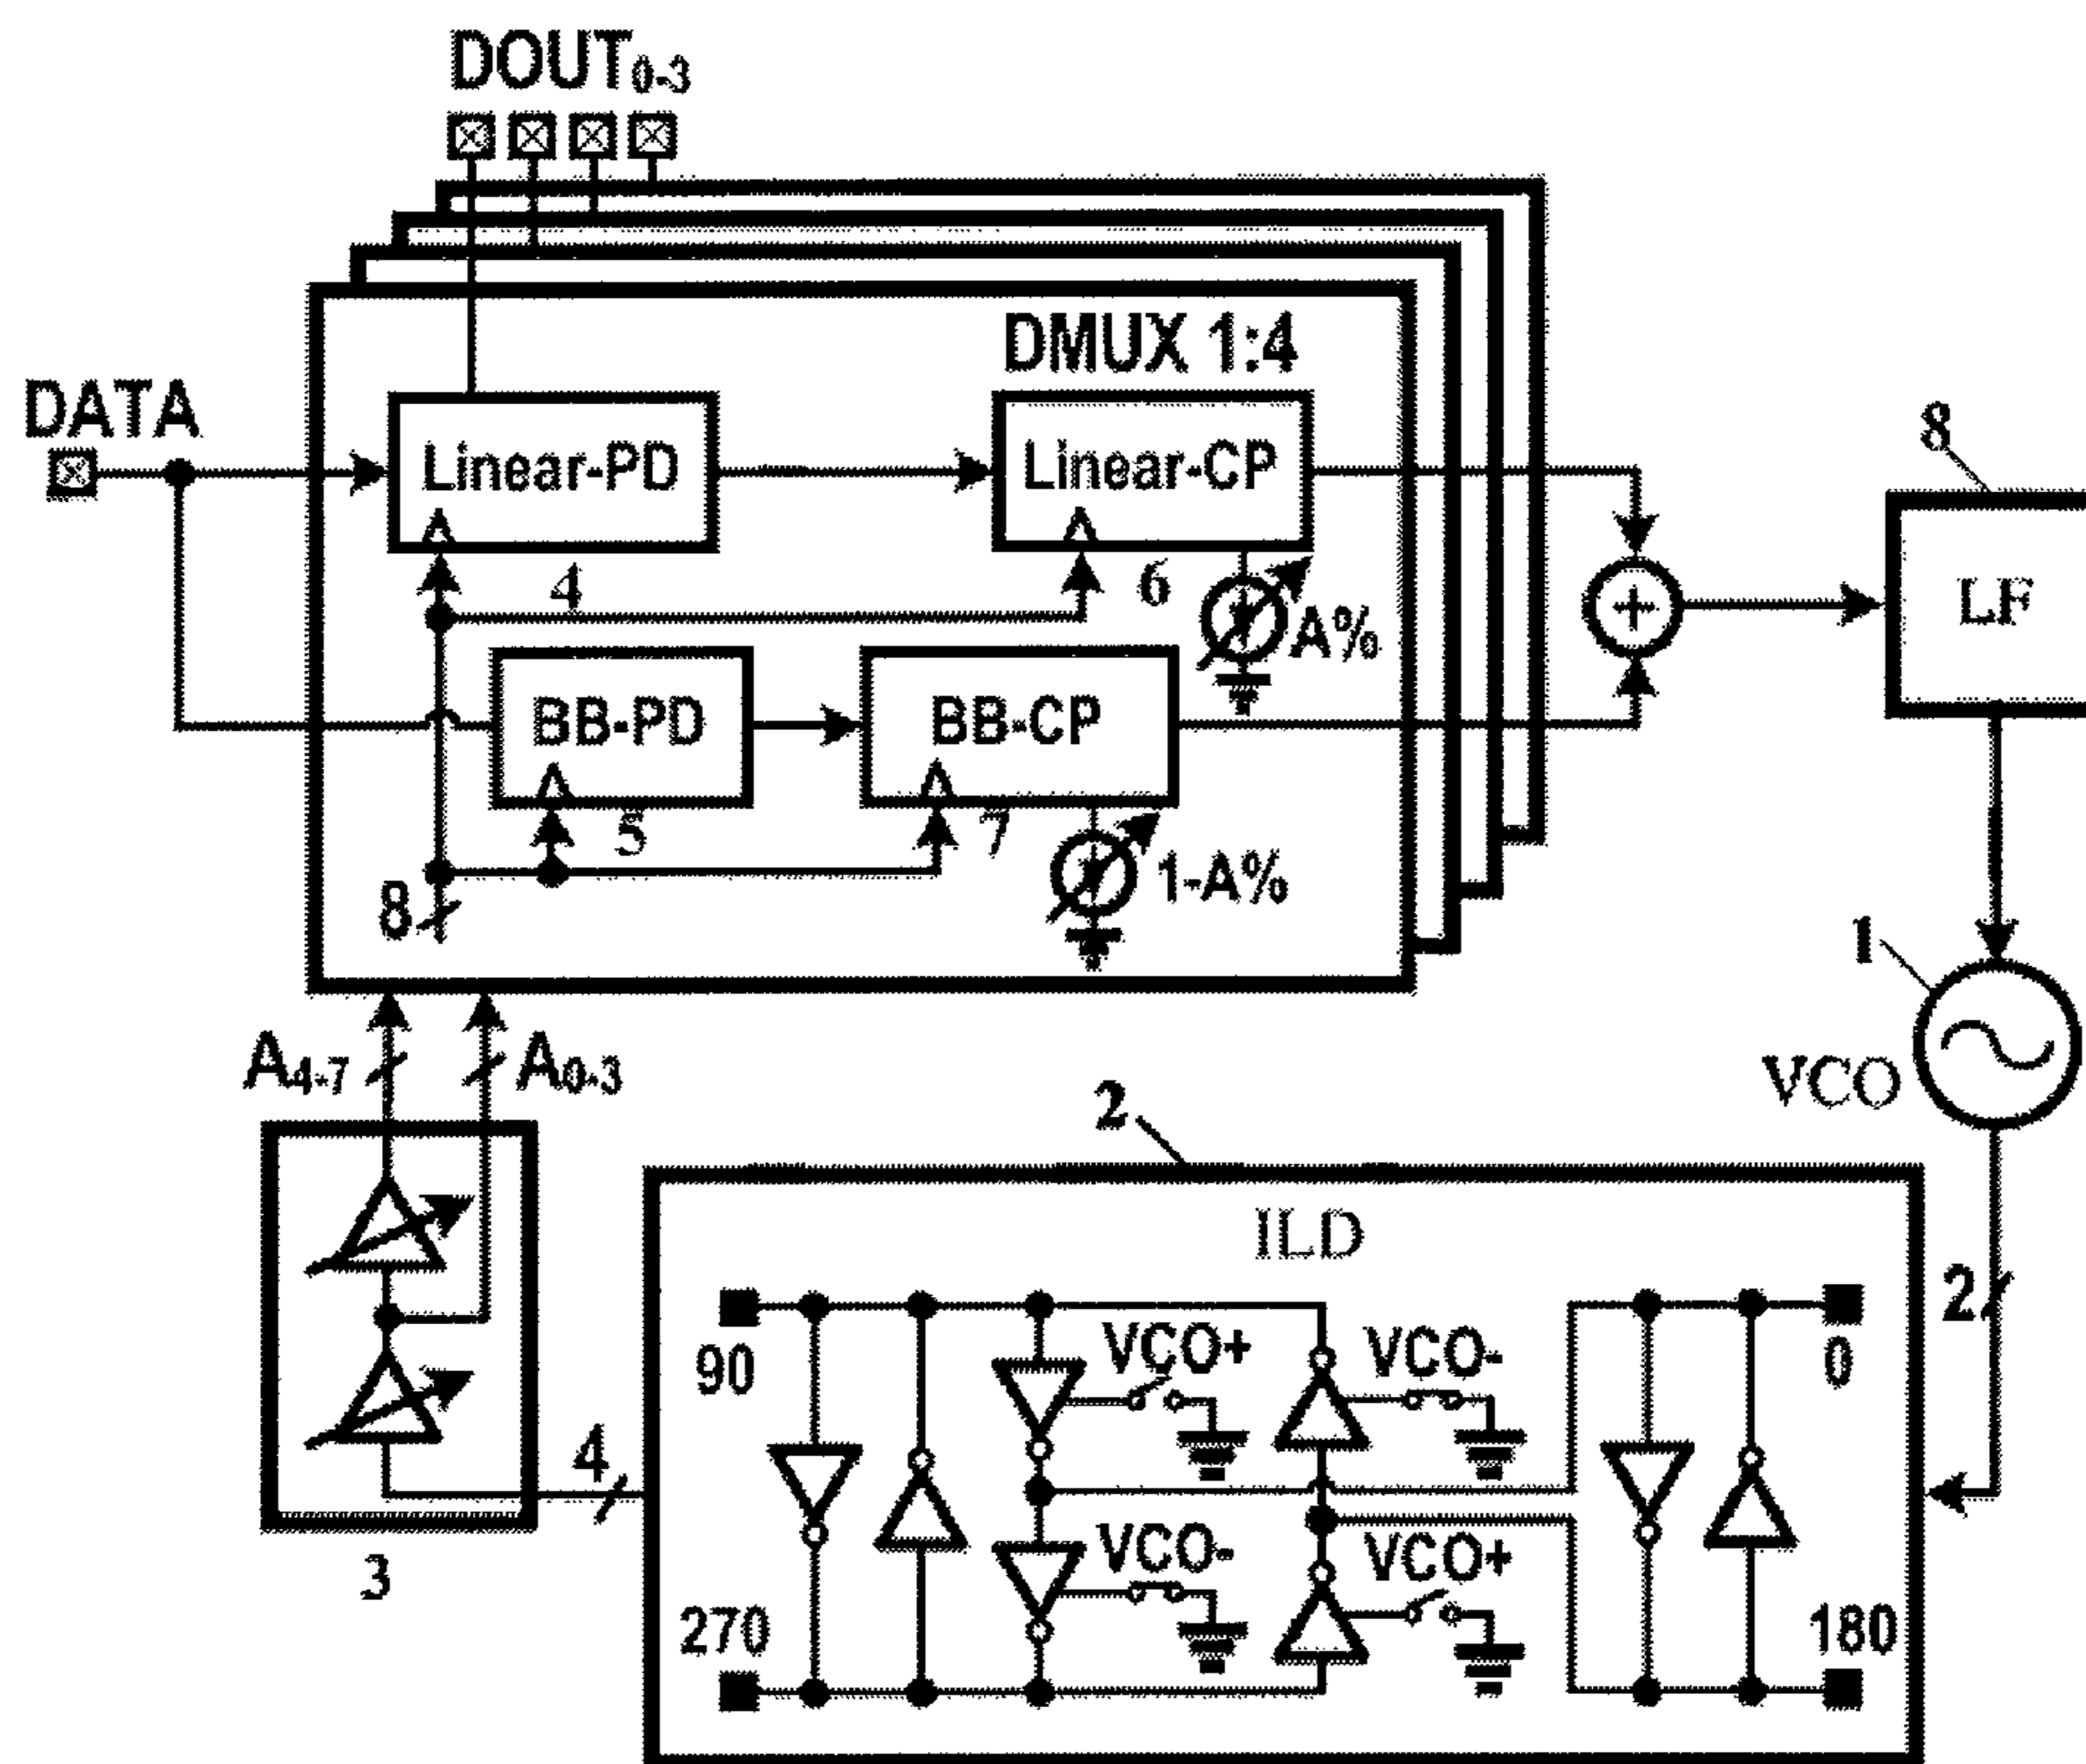 DOUT0-3
DMUX 1:4
DATA
8
Linear-PD
Linear-CP
4
6
A%
LF
BB-PD
BB-CP
5
7
1-A%
8
1
A4-7
A0-3
VCO
2
ILD
2
90
VCO+
VCO-
0
4
VCO-
VCO+
3
270
180